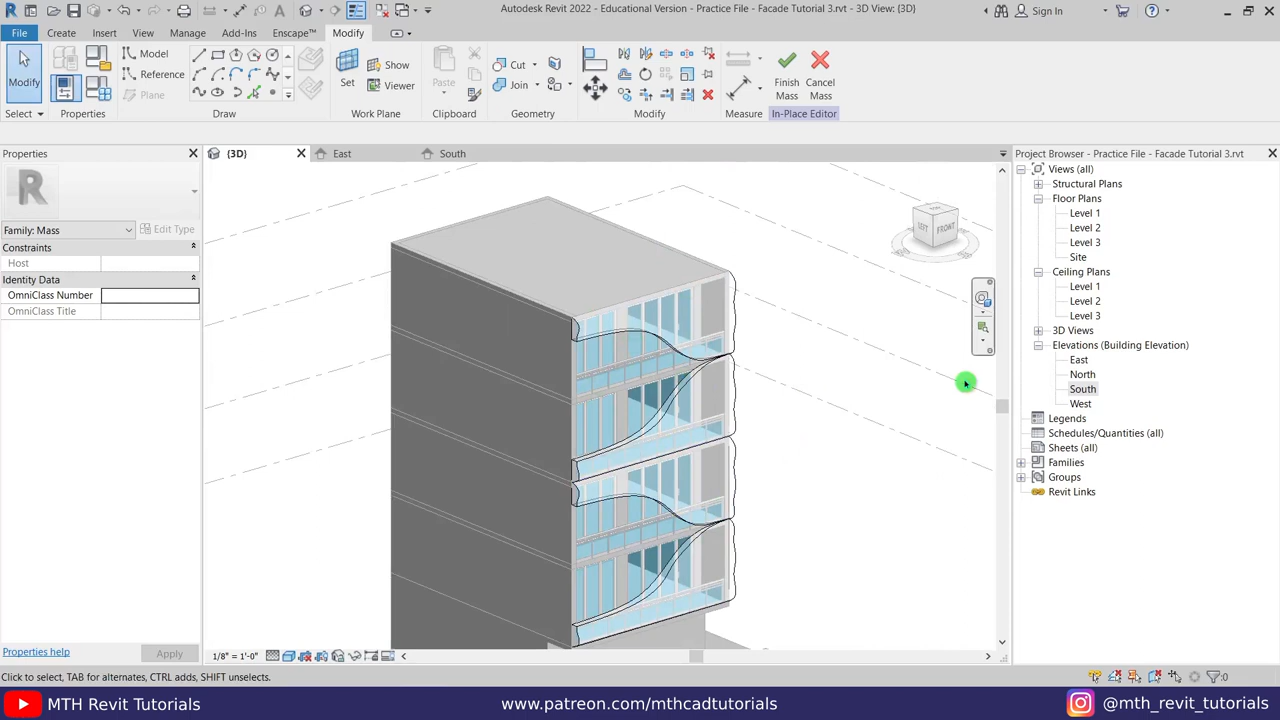 Autodesk Revit 2022 - Educational Version - Practice File - Facade Tutorial 3.rvt - 3D View: {3D}
Sign In
File Create Insert View Manage Add-Ins Enscape™ Modify
Modify
Model
Reference
Plane
Set
Show
Viewer
Paste
Cut
Join
Finish Mass
Cancel Mass
Select Properties Draw Work Plane Clipboard Geometry Modify Measure In-Place Editor
Properties
{3D} East South
Project Browser - Practice File - Facade Tutorial 3.rvt
Family: Mass
Edit Type
Constraints
Host
Identity Data
OmniClass Number
OmniClass Title
LEFT FRONT
Views (all)
Structural Plans
Floor Plans
Level 1
Level 2
Level 3
Site
Ceiling Plans
Level 1
Level 2
Level 3
3D Views
Elevations (Building Elevation)
East
North
South
West
Legends
Schedules/Quantities (all)
Sheets (all)
Families
Groups
Revit Links
Properties help
Apply
1/8" = 1'-0"
Click to select, TAB for alternates, CTRL adds, SHIFT unselects.
:0
MTH Revit Tutorials
www.patreon.com/mthcadtutorials
@mth_revit_tutorials